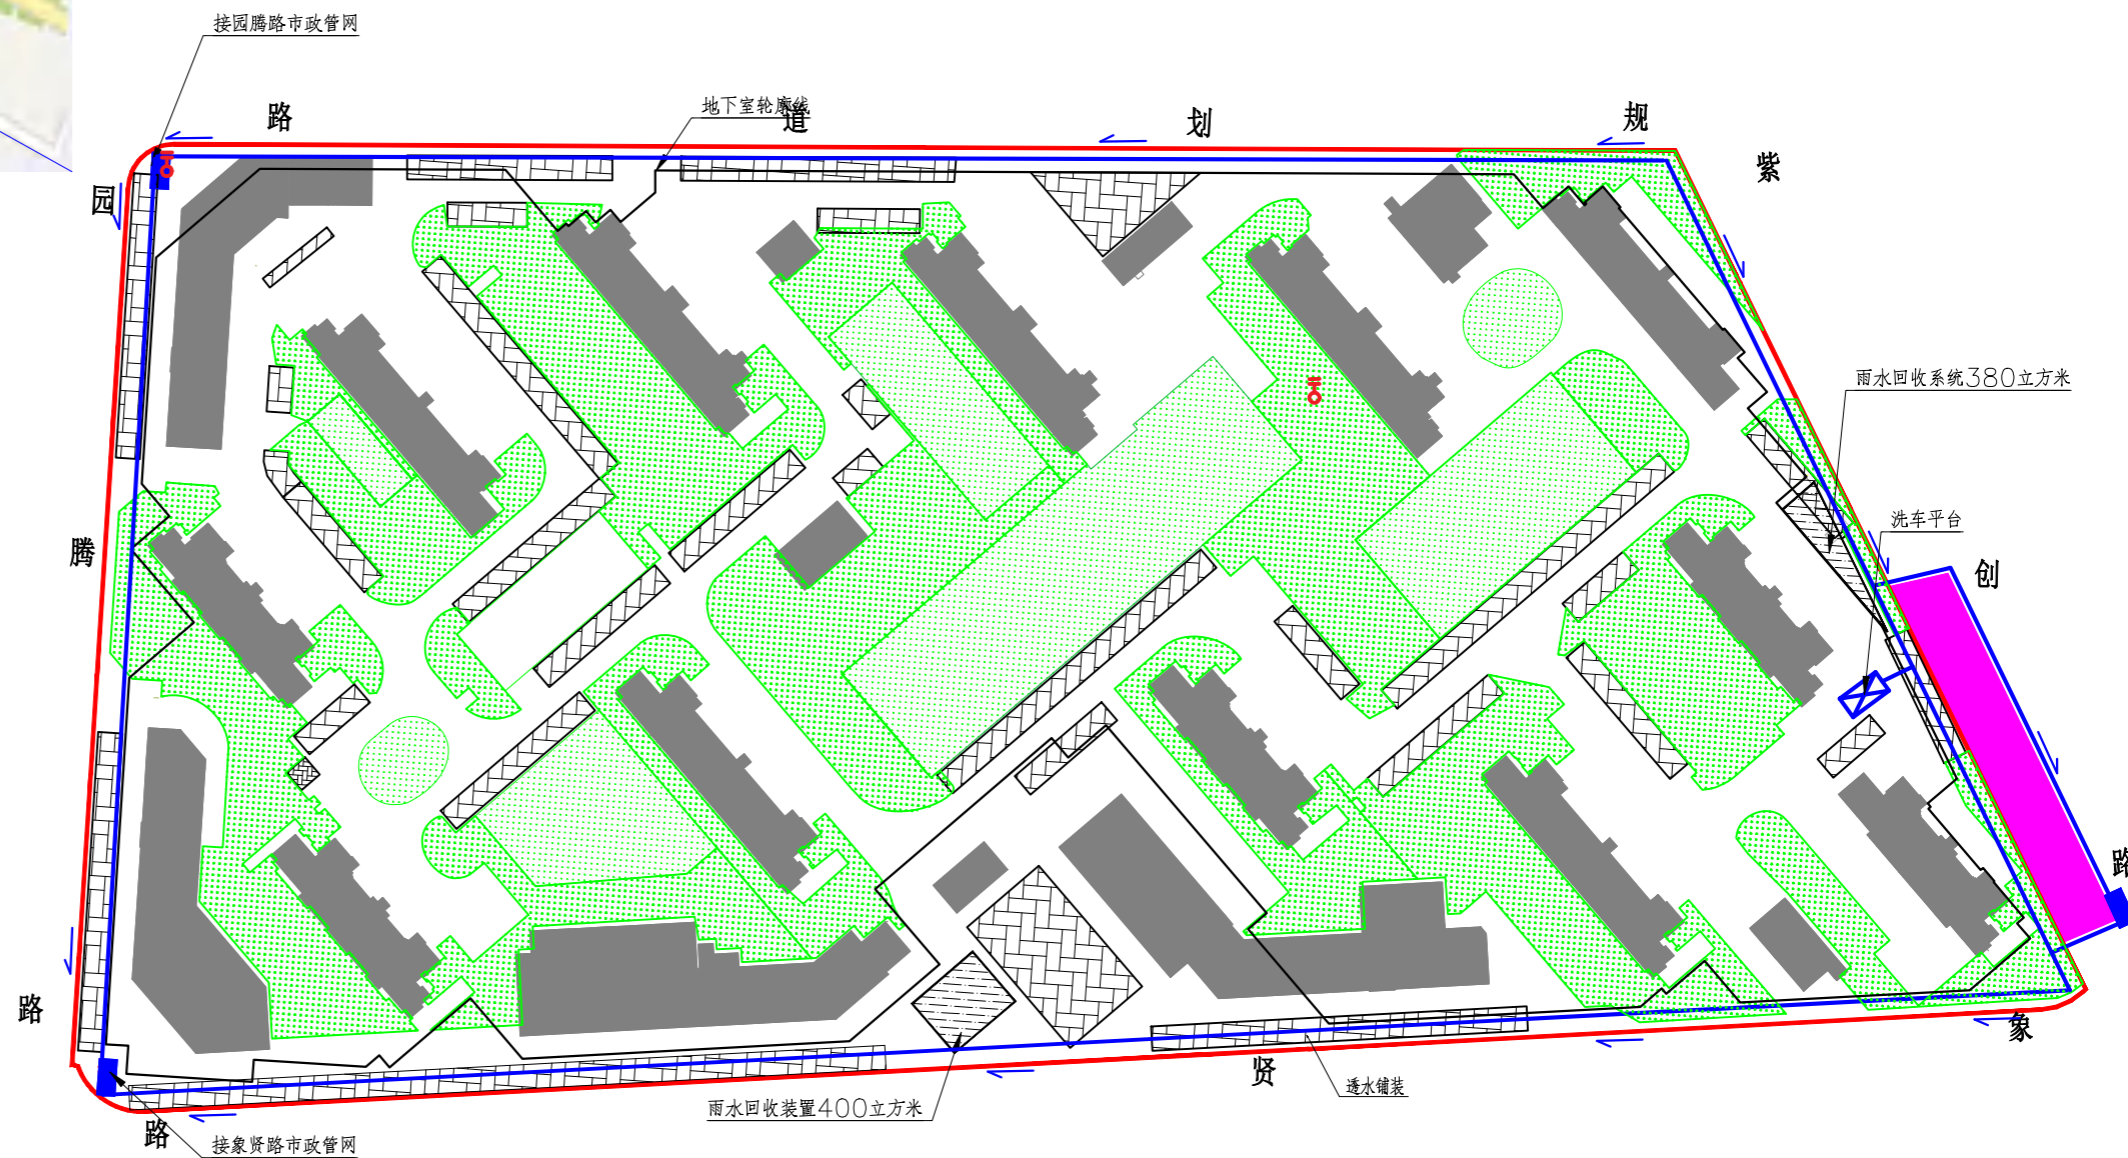 接园腾路市政管网
地下室轮廓线
路 道 划 规
紫
园
雨水回收系统380立方米
洗车平台
腾
创
路
路
象
贤
透水铺装
雨水回收装置400立方米
路
接象贤路市政管网